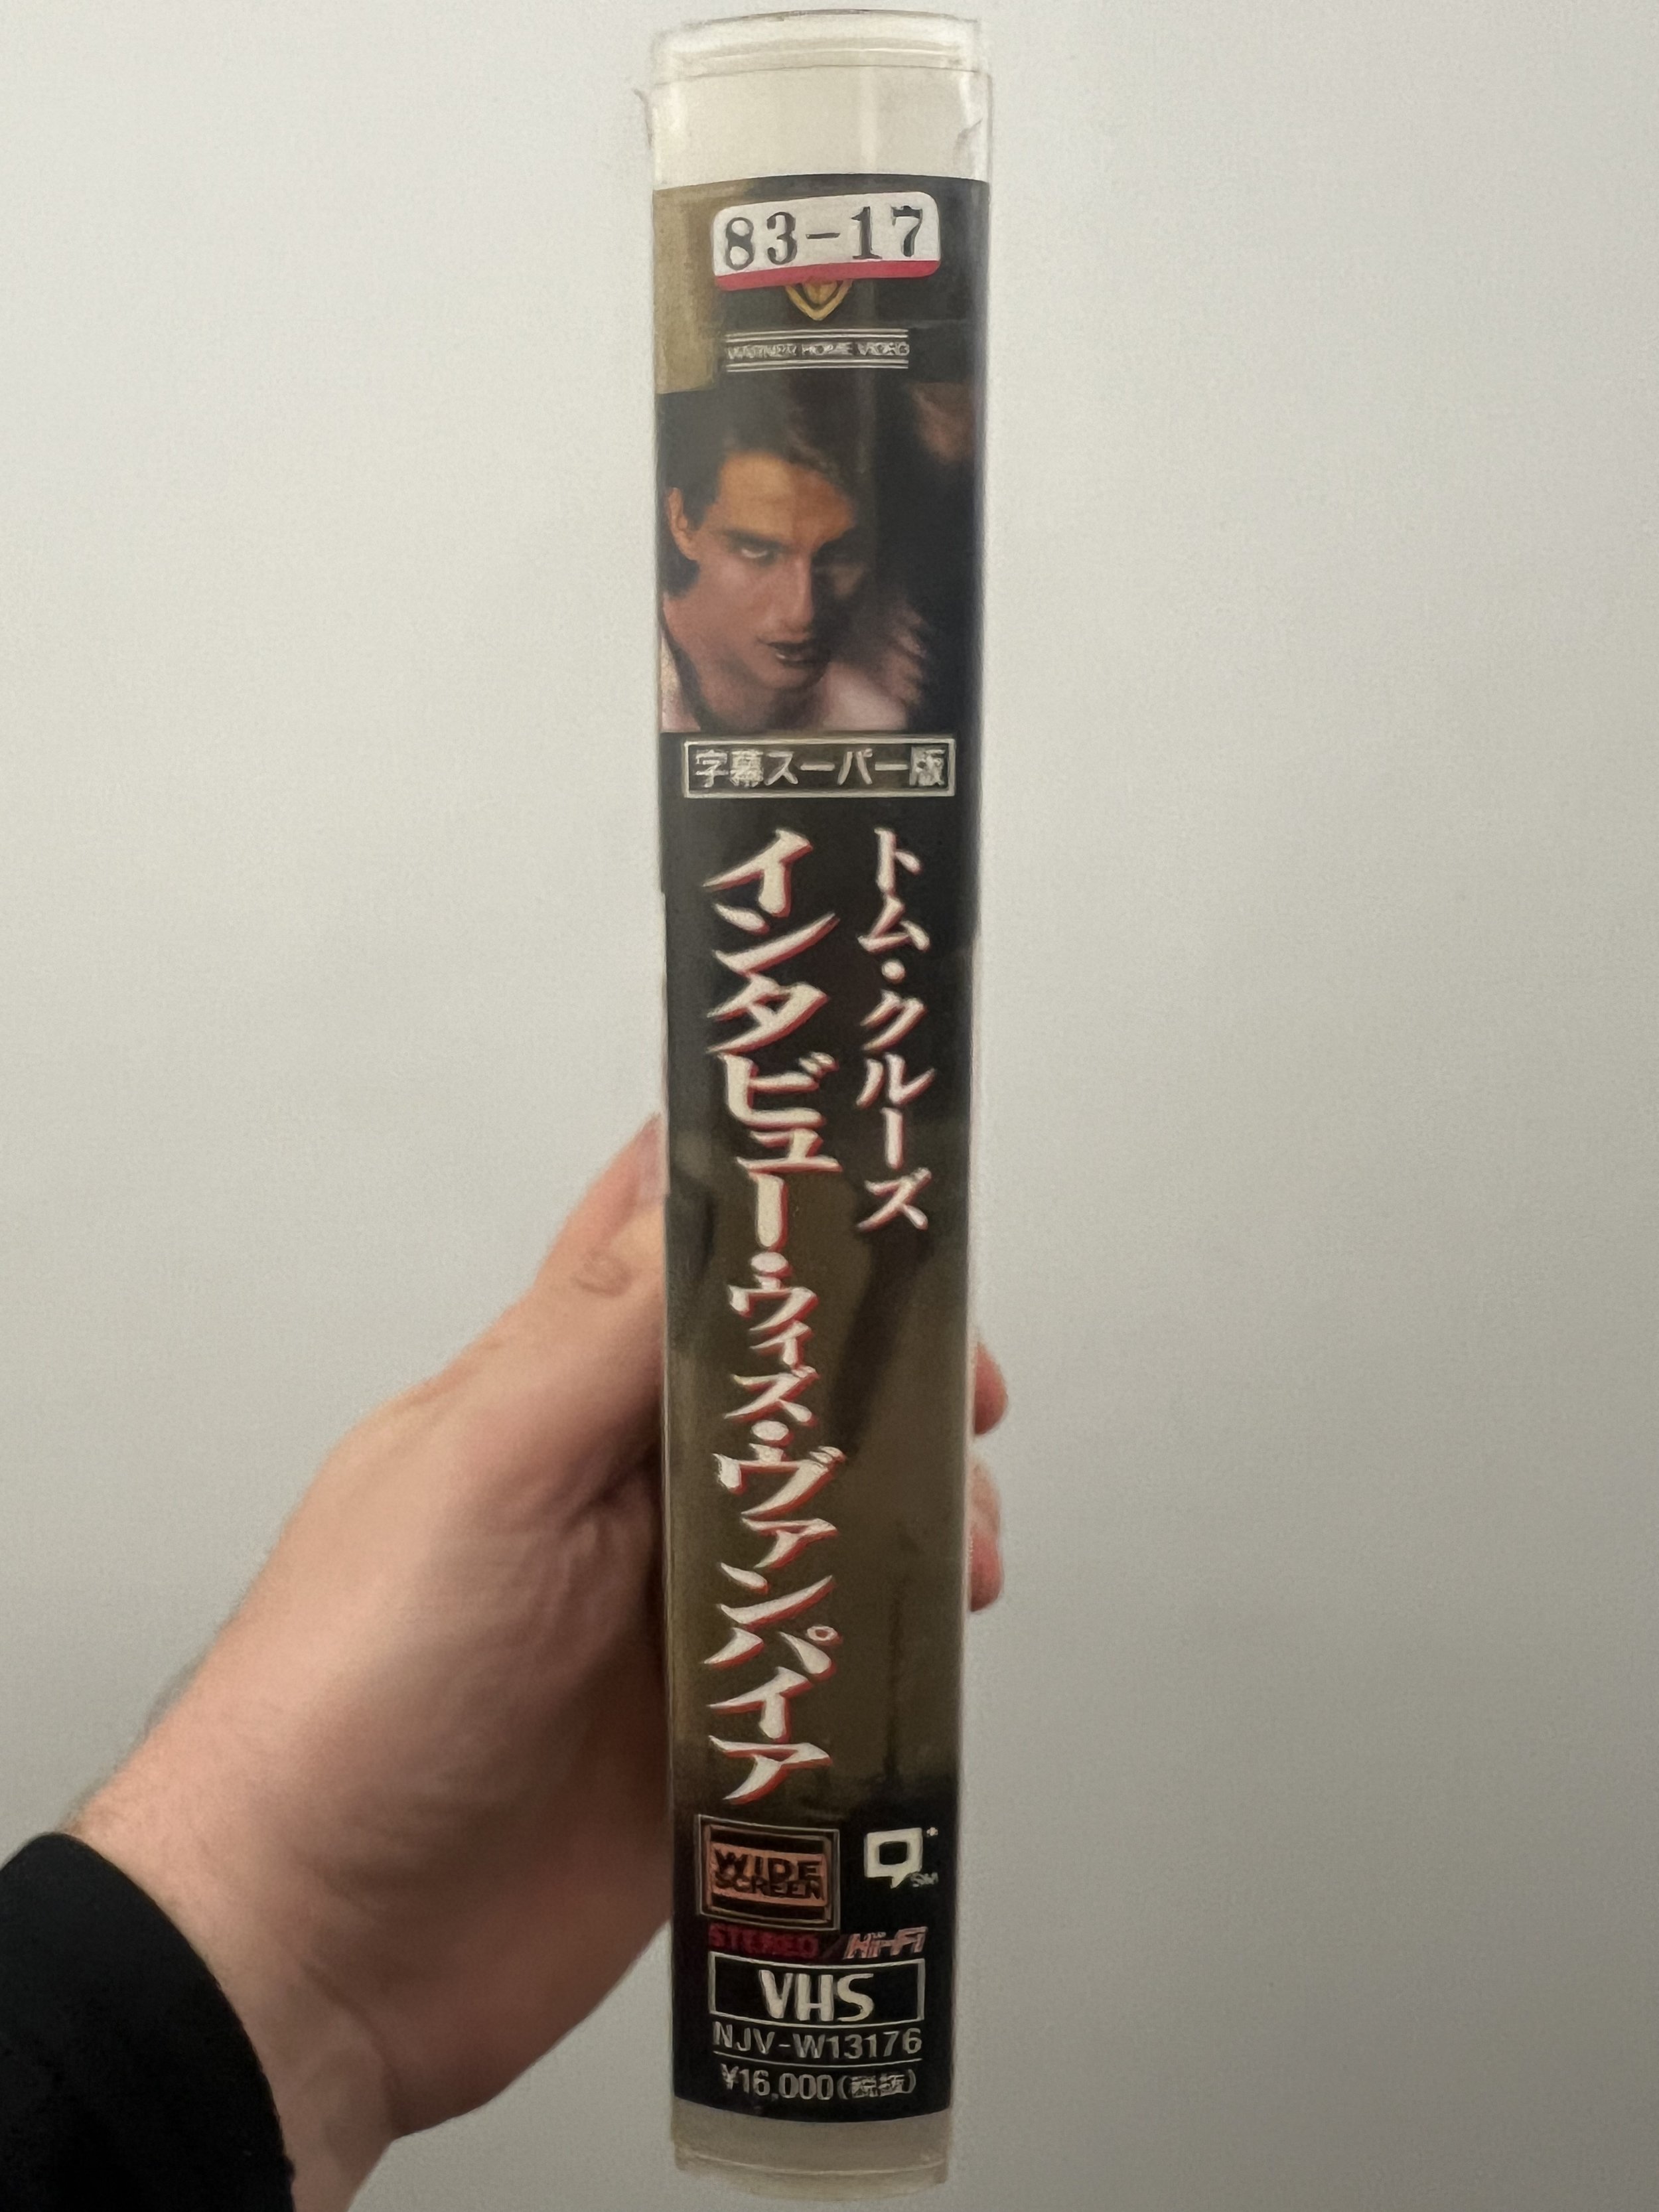 83-17
WARNER HOME VIDEO
字幕スーパー版
トム・クルーズ
インタビュー・ウィズ・ヴァンパイア
WIDE
SCREEN
SM
STEREO/Hi-Fi
VHS
NJV-W13176
¥16,000(税抜)